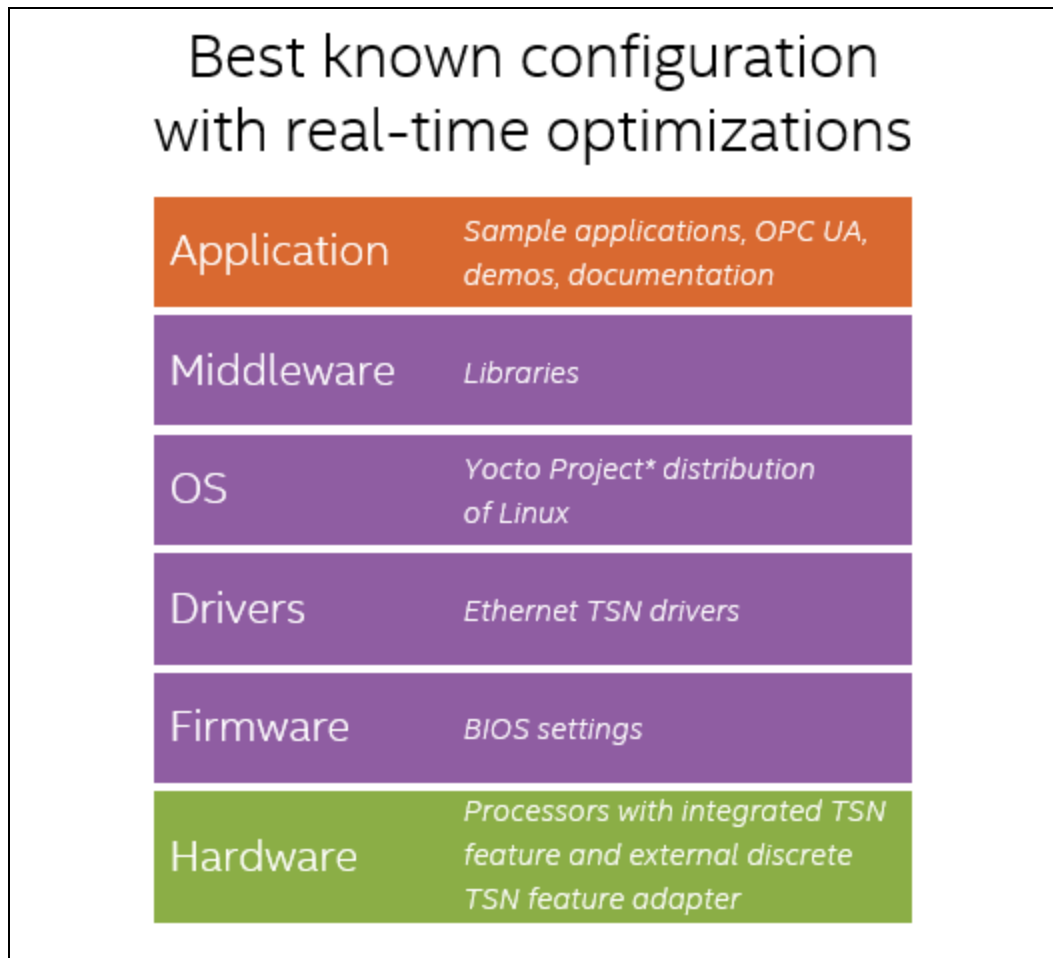 Best known configuration
with real-time optimizations
Application
Sample applications, OPC UA,
demos, documentation
Middleware
Libraries
OS
Yocto Project* distribution
of Linux
Drivers
Ethernet TSN drivers
Firmware
BIOS settings
Hardware
Processors with integrated TSN
feature and external discrete
TSN feature adapter